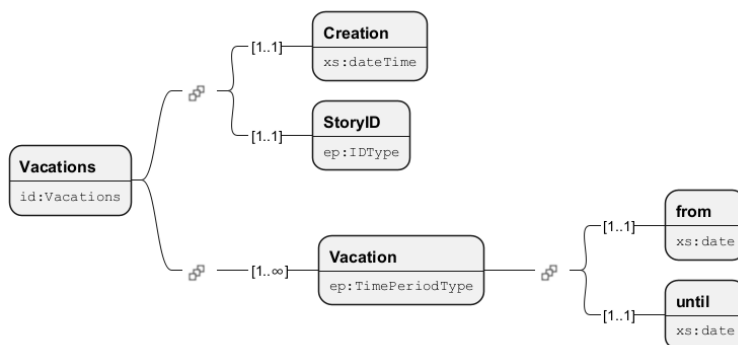 Creation
[1..1]
xs:dateTime
StoryID
[1..1]
ep:IDType
Vacations
id:Vacations
from
[1..1]
xs:date
Vacation
[1..∞]
ep:TimePeriodType
until
[1..1]
xs:date